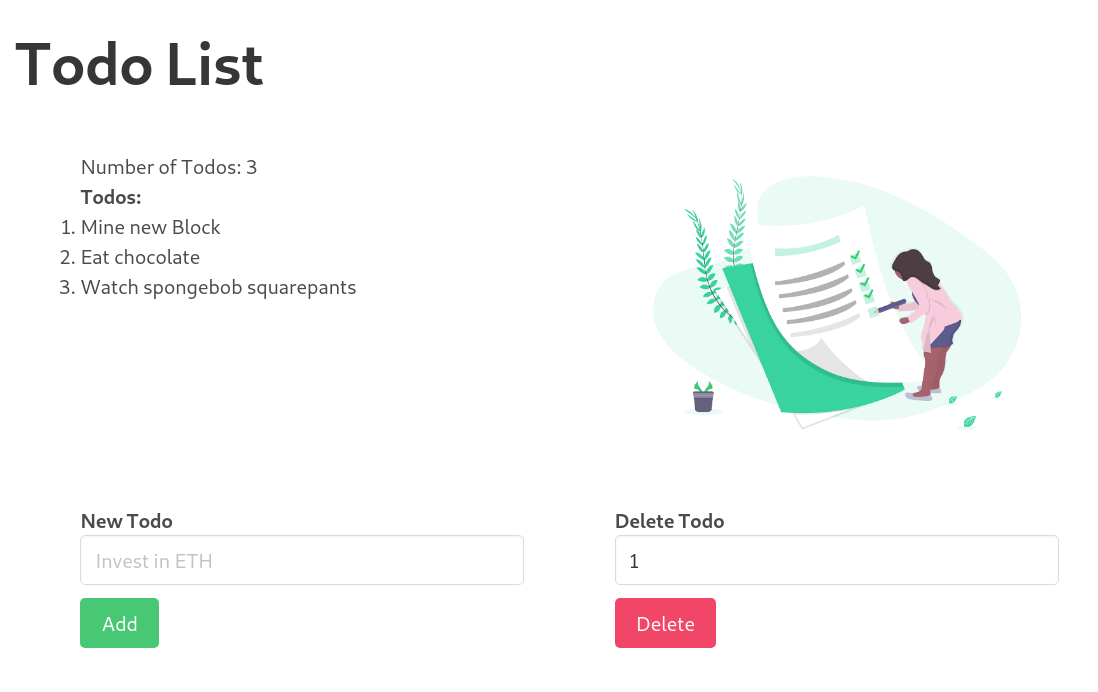 Todo List
Number of Todos: 3
Todos:
1. Mine new Block
2. Eat chocolate
3. Watch spongebob squarepants
New Todo
Invest in ETH
Add
Delete Todo
1
Delete